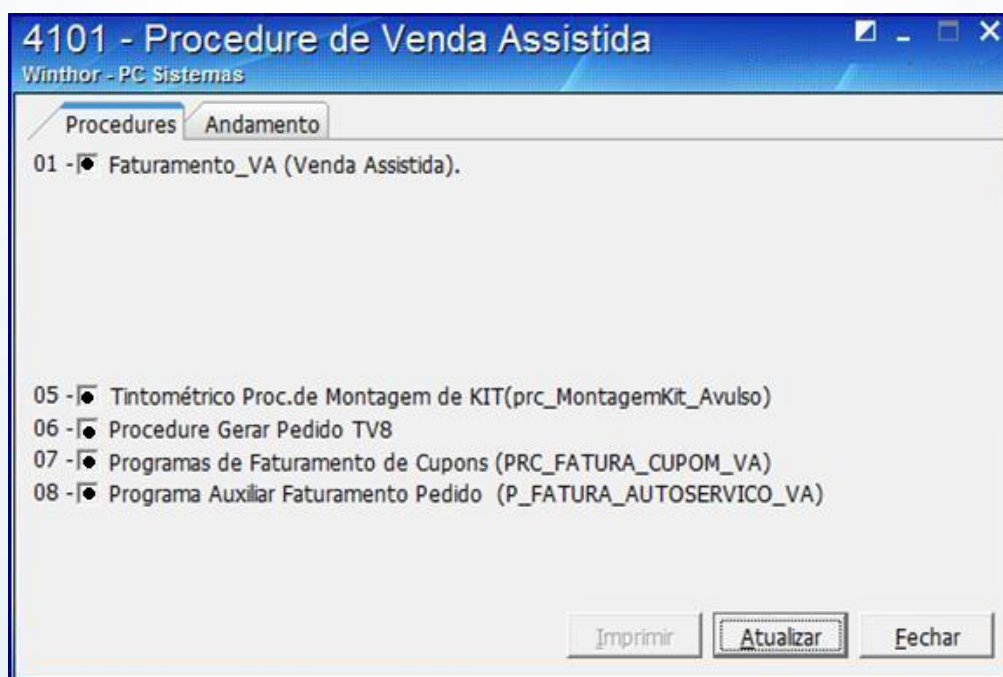 4101 - Procedure de Venda Assistida
Winthor - PC Sistemas
Procedures Andamento
01 - Faturamento_VA (Venda Assistida).
05 - Tintométrico Proc.de Montagem de KIT(prc_MontagemKit_Avulso)
06 - Procedure Gerar Pedido TV8
07 - Programas de Faturamento de Cupons (PRC_FATURA_CUPOM_VA)
08 - Programa Auxiliar Faturamento Pedido (P_FATURA_AUTOSERVICO_VA)
Imprimir Atualizar Fechar